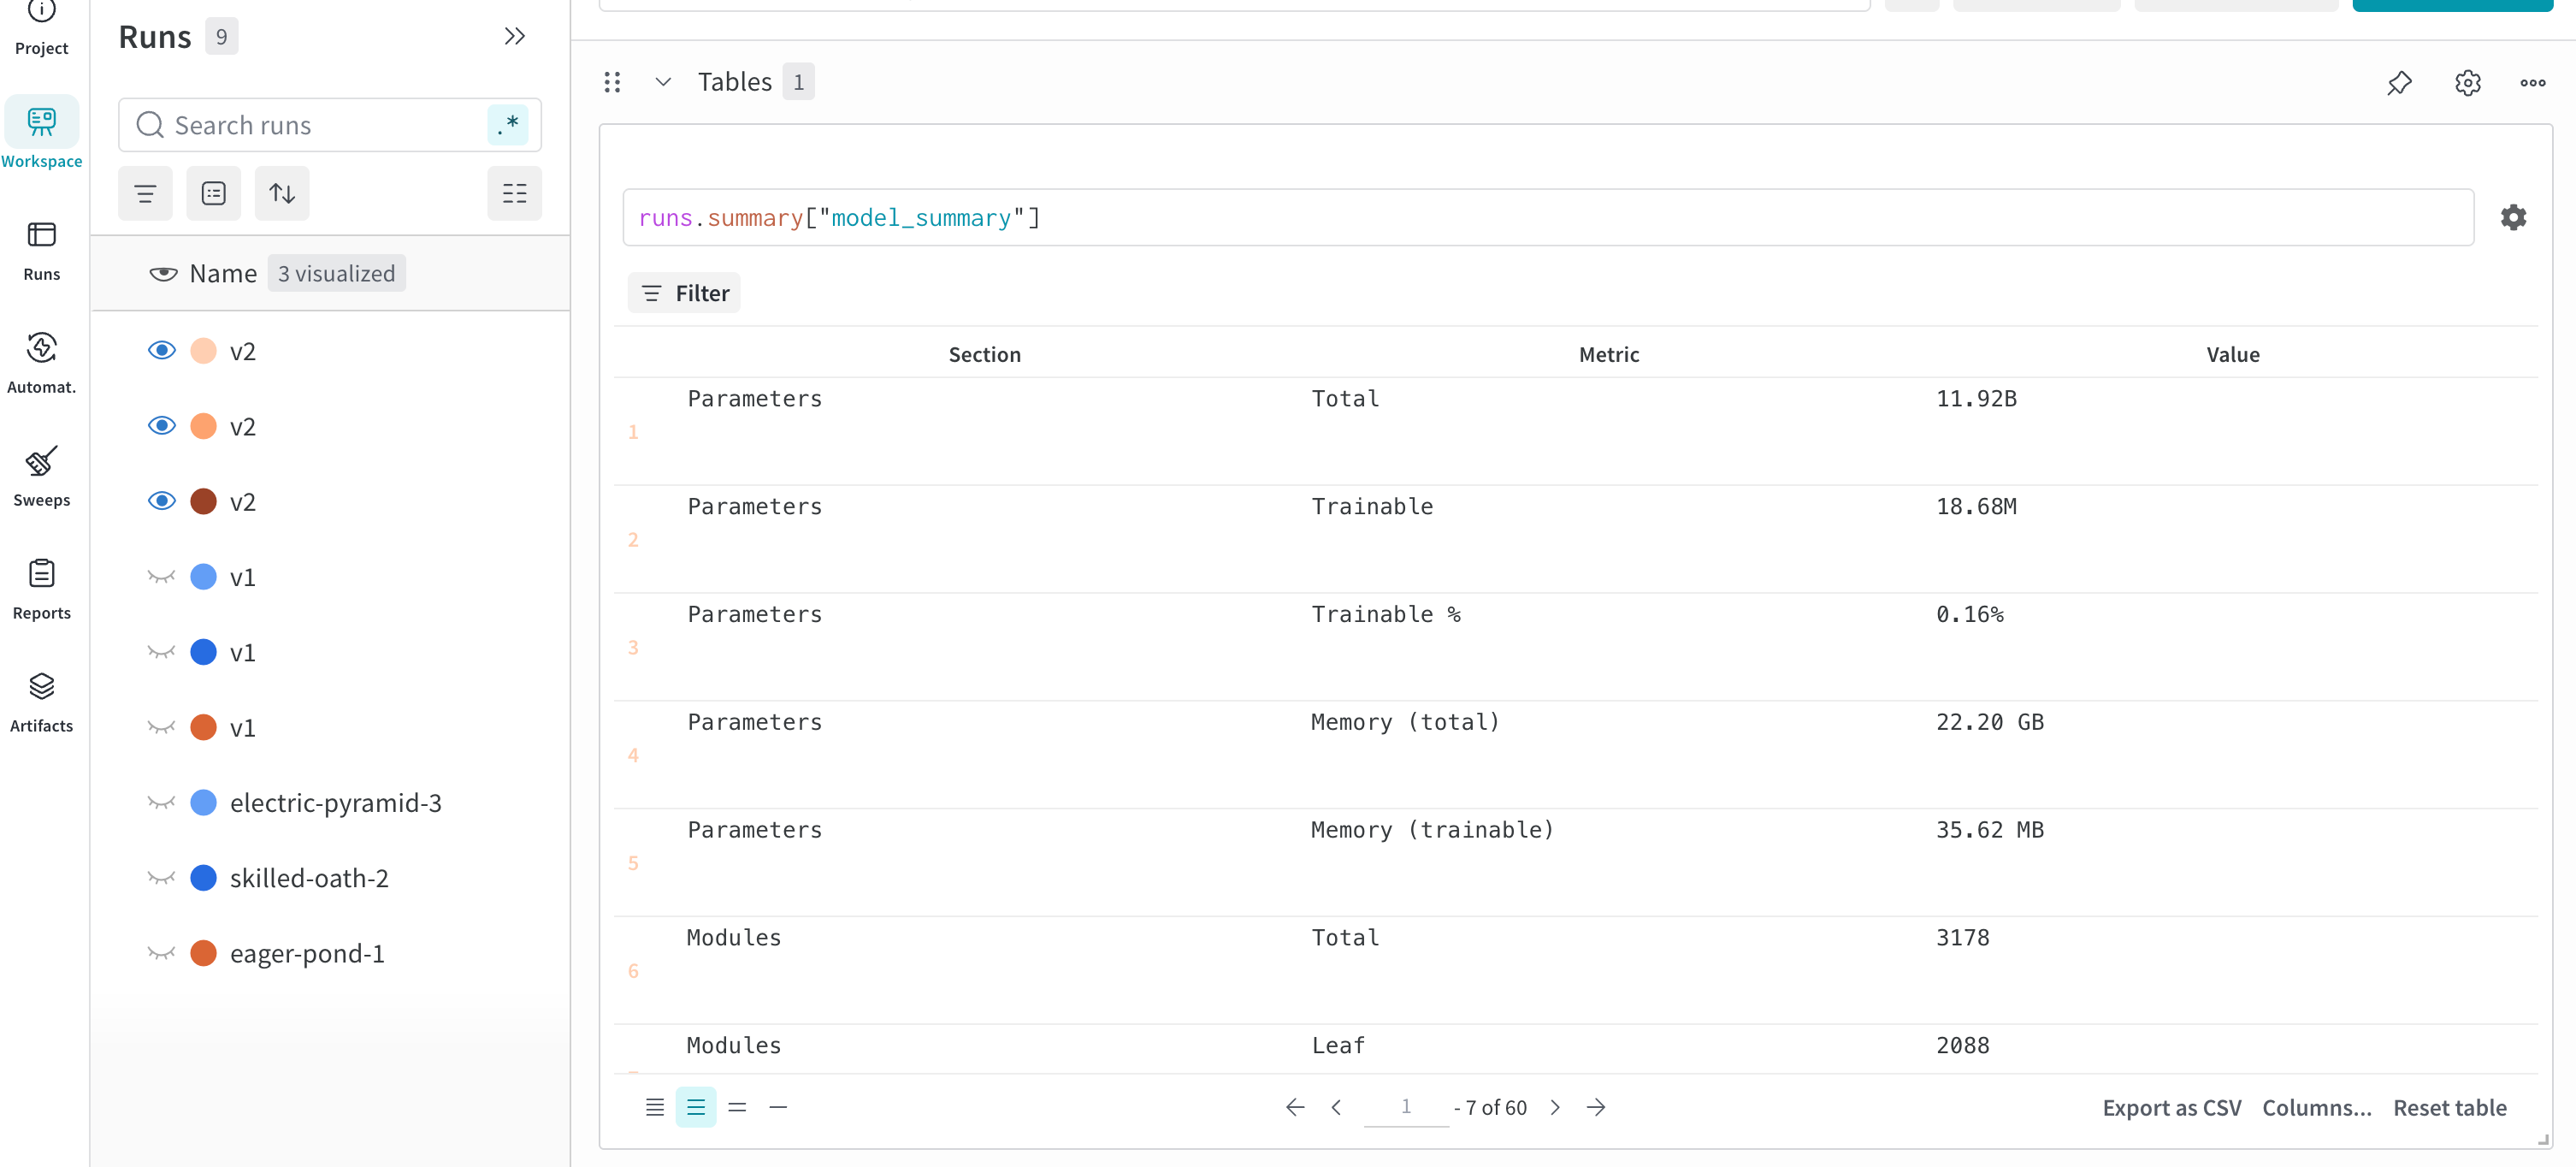 Project
Workspace
Runs
Automat.
Sweeps
Reports
Artifacts
Runs 9
Search runs .*
Name 3 visualized
v2
v2
v2
v1
v1
v1
electric-pyramid-3
skilled-oath-2
eager-pond-1
Tables 1
runs.summary["model_summary"]
Filter
Section Metric Value
1 Parameters Total 11.92B
2 Parameters Trainable 18.68M
3 Parameters Trainable % 0.16%
4 Parameters Memory (total) 22.20 GB
5 Parameters Memory (trainable) 35.62 MB
6 Modules Total 3178
Modules Leaf 2088
1 - 7 of 60
Export as CSV Columns... Reset table